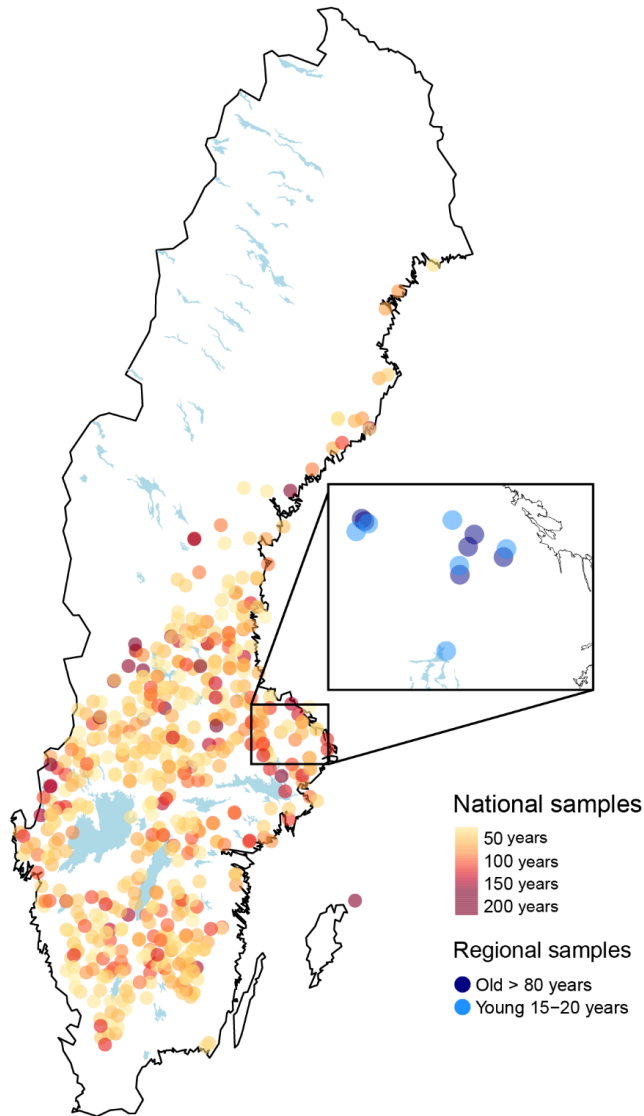 National samples
50 years
100 years
150 years
200 years
Regional samples
Old > 80 years
Young 15−20 years